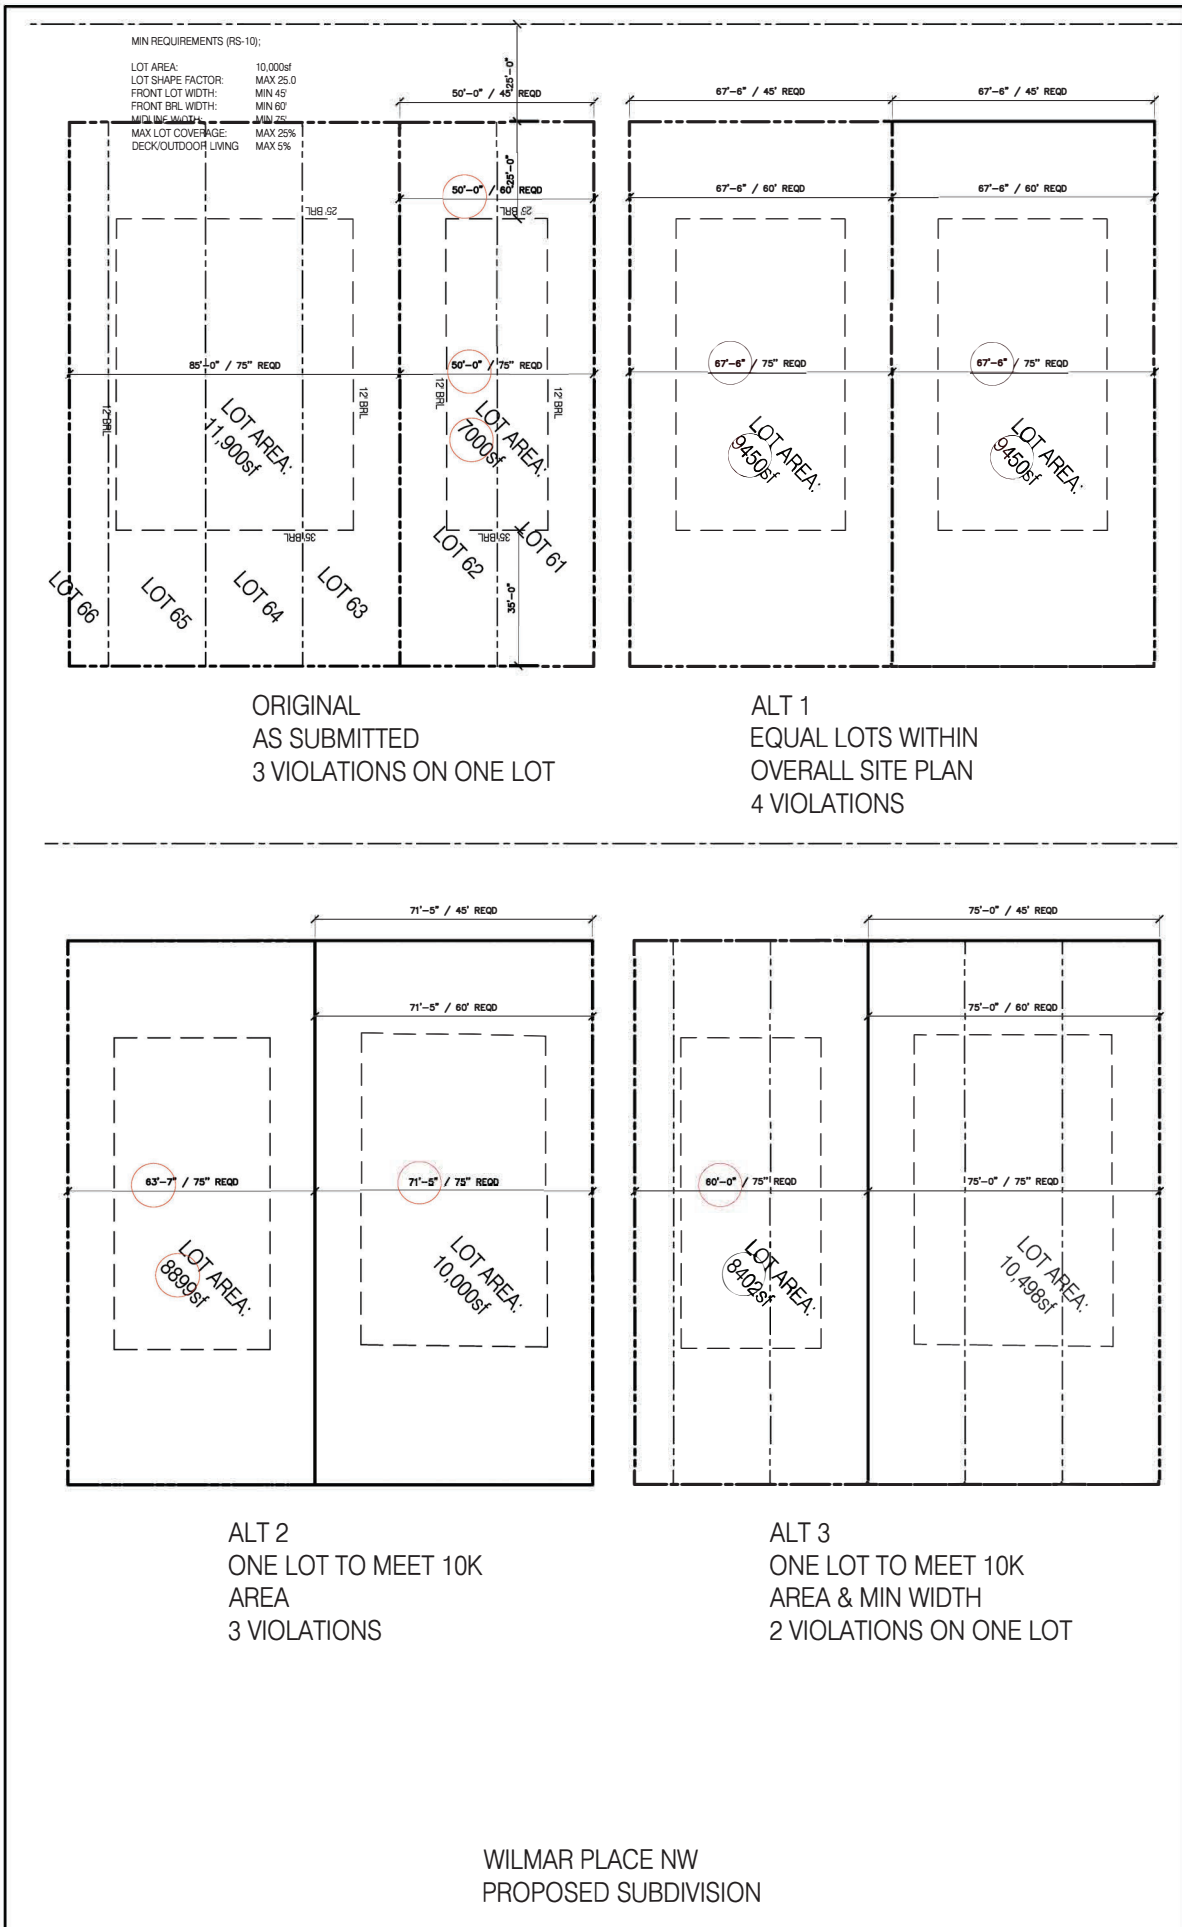 MIN REQUIREMENTS (RS-10);
LOT AREA: 10,000sf
LOT SHAPE FACTOR: MAX 25.0
FRONT LOT WIDTH: MIN 45'
FRONT BRL WIDTH: MIN 60'
MIDLINE WIDTH: MIN 75'
MAX LOT COVERAGE: MAX 25%
DECK/OUTDOOR LIVING MAX 5%
25'-0"
50'-0" / 45' REQD
25'-0"
50'-0" / 60' REQD
25' BRL
25' BRL
85'-0" / 75" REQD
50'-0" / 75" REQD
12' BRL
12' BRL
12' BRL
12' BRL
LOT AREA:
11,900sf
LOT AREA:
7000sf
35' BRL
35' BRL
35'-0"
LOT 66
LOT 65
LOT 64
LOT 63
LOT 62
LOT 61
ORIGINAL
AS SUBMITTED
3 VIOLATIONS ON ONE LOT
67'-6" / 45' REQD
67'-6" / 45' REQD
67'-6" / 60' REQD
67'-6" / 60' REQD
67'-6" / 75" REQD
67'-6" / 75" REQD
LOT AREA:
9450sf
LOT AREA:
9450sf
ALT 1
EQUAL LOTS WITHIN
OVERALL SITE PLAN
4 VIOLATIONS
71'-5" / 45' REQD
71'-5" / 60' REQD
63'-7" / 75" REQD
71'-5" / 75" REQD
LOT AREA:
8899sf
LOT AREA:
10,000sf
ALT 2
ONE LOT TO MEET 10K
AREA
3 VIOLATIONS
75'-0" / 45' REQD
75'-0" / 60' REQD
60'-0" / 75" REQD
75'-0" / 75" REQD
LOT AREA:
8402sf
LOT AREA:
10,498sf
ALT 3
ONE LOT TO MEET 10K
AREA & MIN WIDTH
2 VIOLATIONS ON ONE LOT
WILMAR PLACE NW
PROPOSED SUBDIVISION